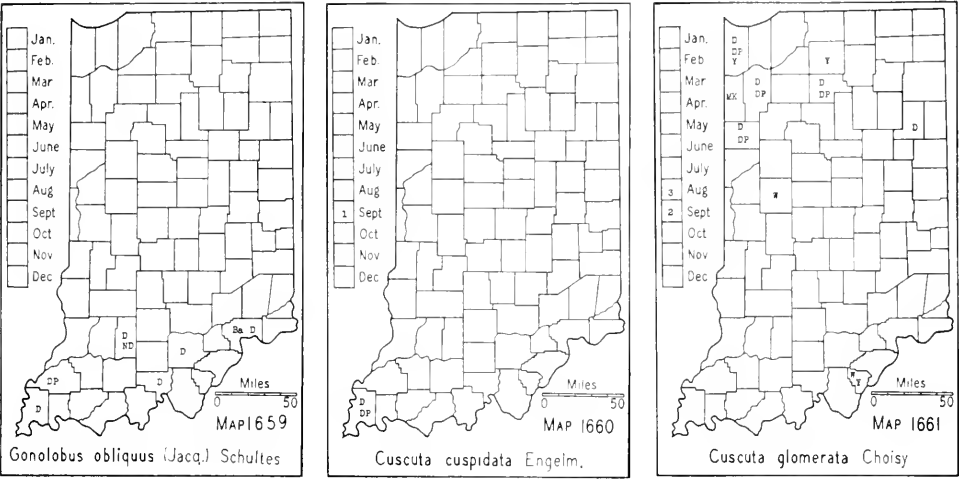 Jan.
Feb.
Mar
Apr.
May
June
July
Aug
Sept
Oct
Nov
Dec
D
ND
Ba D
D
DP
D
D
Miles
0 50
MAP 1659
Gonolobus obliquus (Jacq.) Schultes
Jan.
Feb.
Mar
Apr.
May
June
July
Aug
1 Sept
Oct
Nov
Dec
D
DP
Miles
0 50
MAP 1660
Cuscuta cuspidata Engelm.
Jan.
Feb
Mar
Apr.
May
June
July
3 Aug
2 Sept
Oct
Nov
Dec
D
DP
Y
Y
MK
D
DP
D
DP
D
DP
D
W
W
Y
Miles
0 50
MAP 1661
Cuscuta glomerata Choisy